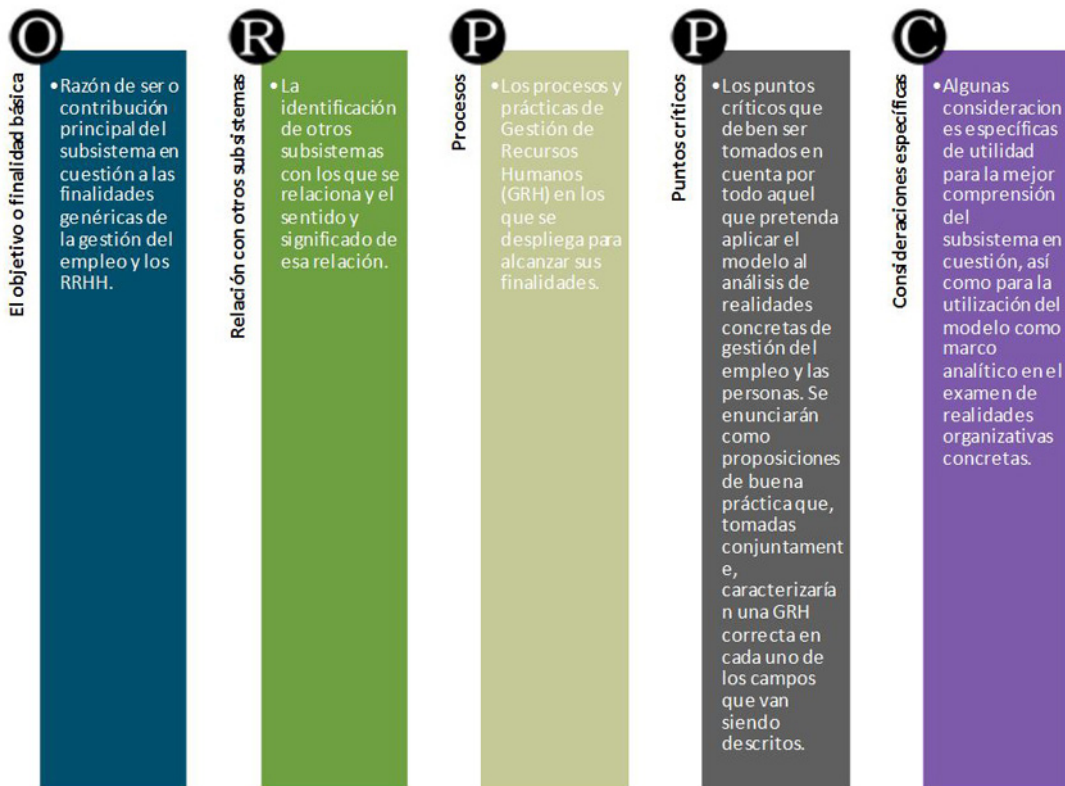 O
El objetivo o finalidad básica
•Razón de ser o
contribución
principal del
subsistema en
cuestión a las
finalidades
genéricas de
la gestión del
empleo y los
RRHH.
R
Relación con otros subsistemas
•La
identificación
de otros
subsistemas
con los que se
relaciona y el
sentido y
significado de
esa relación.
P
Procesos
•Los procesos y
prácticas de
Gestión de
Recursos
Humanos
(GRH) en los
que se
despliega para
alcanzar sus
finalidades.
P
Puntos críticos
•Los puntos
críticos que
deben ser
tomados en
cuenta por
todo aquel
que pretenda
aplicar el
modelo al
análisis de
realidades
concretas de
gestión del
empleo y las
personas. Se
enunciarán
como
proposiciones
de buena
práctica que,
tomadas
conjuntament
e,
caracterizaría
n una GRH
correcta en
cada uno de
los campos
que van
siendo
descritos.
C
Consideraciones específicas
•Algunas
consideracion
es específicas
de utilidad
para la mejor
comprensión
del
subsistema en
cuestión, así
como para la
utilización del
modelo como
marco
analítico en el
examen de
realidades
organizativas
concretas.